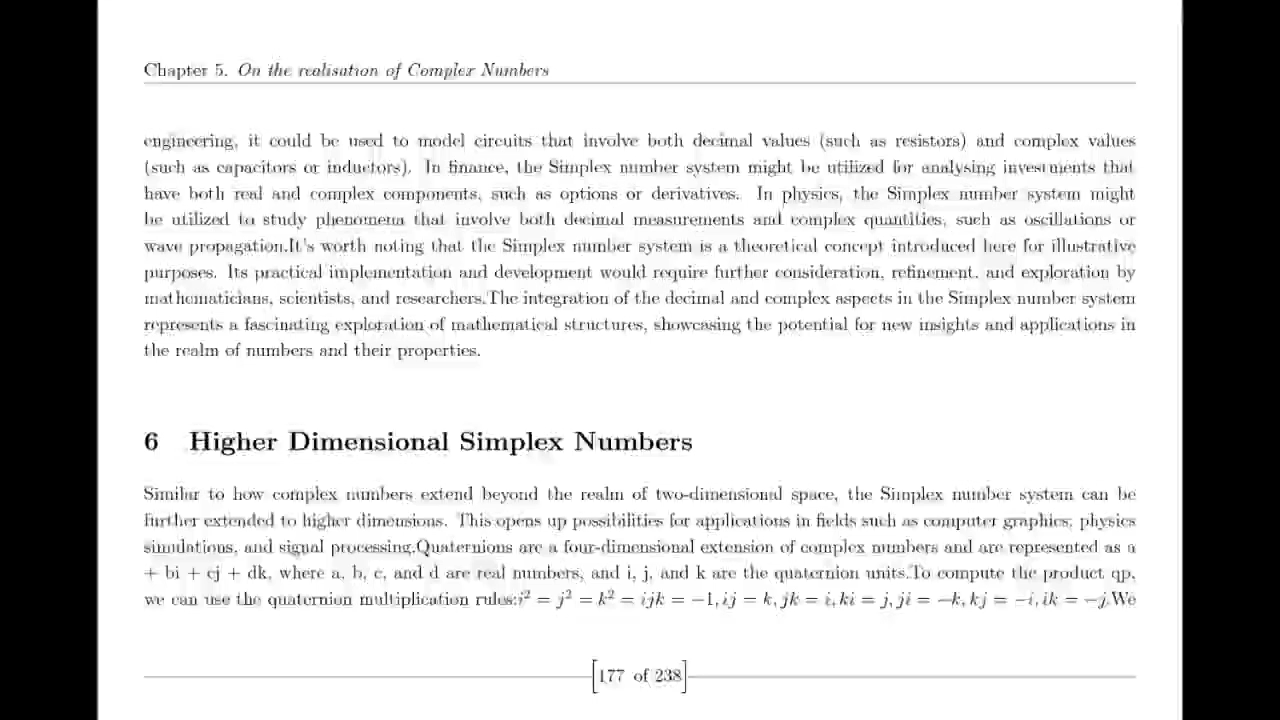 Chapter 5. On the realisation of Complex Numbers
engineering, it could be used to model circuits that involve both decimal values (such as resistors) and complex values
(such as capacitors or inductors). In finance, the Simplex number system might be utilized for analysing investments that
have both real and complex components, such as options or derivatives. In physics, the Simplex number system might
be utilized to study phenomena that involve both decimal measurements and complex quantities, such as oscillations or
wave propagation.It's worth noting that the Simplex number system is a theoretical concept introduced here for illustrative
purposes. Its practical implementation and development would require further consideration, refinement, and exploration by
mathematicians, scientists, and researchers.The integration of the decimal and complex aspects in the Simplex number system
represents a fascinating exploration of mathematical structures, showcasing the potential for new insights and applications in
the realm of numbers and their properties.
6 Higher Dimensional Simplex Numbers
Similar to how complex numbers extend beyond the realm of two-dimensional space, the Simplex number system can be
further extended to higher dimensions. This opens up possibilities for applications in fields such as computer graphics, physics
simulations, and signal processing.Quaternions are a four-dimensional extension of complex numbers and are represented as a
+ bi + cj + dk, where a, b, c, and d are real numbers, and i, j, and k are the quaternion units.To compute the product qp,
we can use the quaternion multiplication rules:i² = j² = k² = ijk = −1, ij = k, jk = i, ki = j, ji = −k, kj = −i, ik = −j.We
[177 of 238]